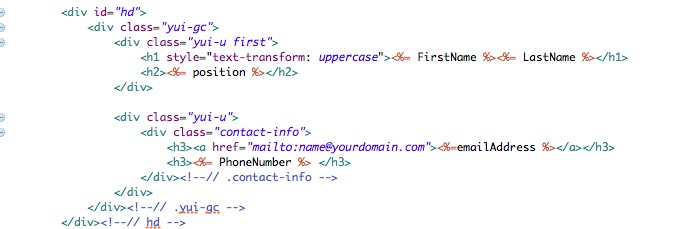 <div id="hd">
<div class="yui-gc">
<div class="yui-u first">
<h1 style="text-transform: uppercase"><%= FirstName %><%= LastName %></h1>
<h2><%= position %></h2>
</div>
<div class="yui-u">
<div class="contact-info">
<h3><a href="mailto:name@yourdomain.com"><%=emailAddress %></a></h3>
<h3><%= PhoneNumber %> </h3>
</div><!--// .contact-info -->
</div>
</div><!--// .yui-gc -->
</div><!--// hd -->